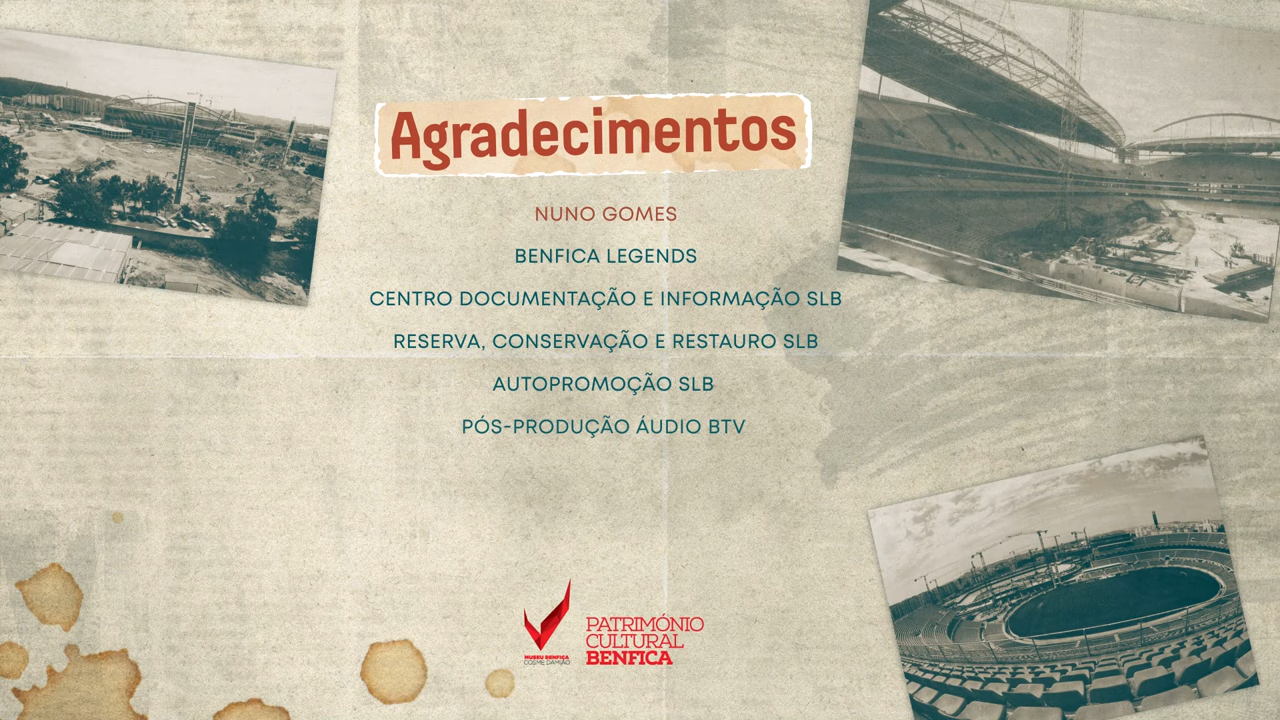 Agradecimentos
NUNO GOMES
BENFICA LEGENDS
CENTRO DOCUMENTAÇÃO E INFORMAÇÃO SLB
RESERVA, CONSERVAÇÃO E RESTAURO SLB
AUTOPROMOÇÃO SLB
PÓS-PRODUÇÃO ÁUDIO BTV
MUSEU BENFICA
COSME DAMIÃO
PATRIMÓNIO
CULTURAL
BENFICA